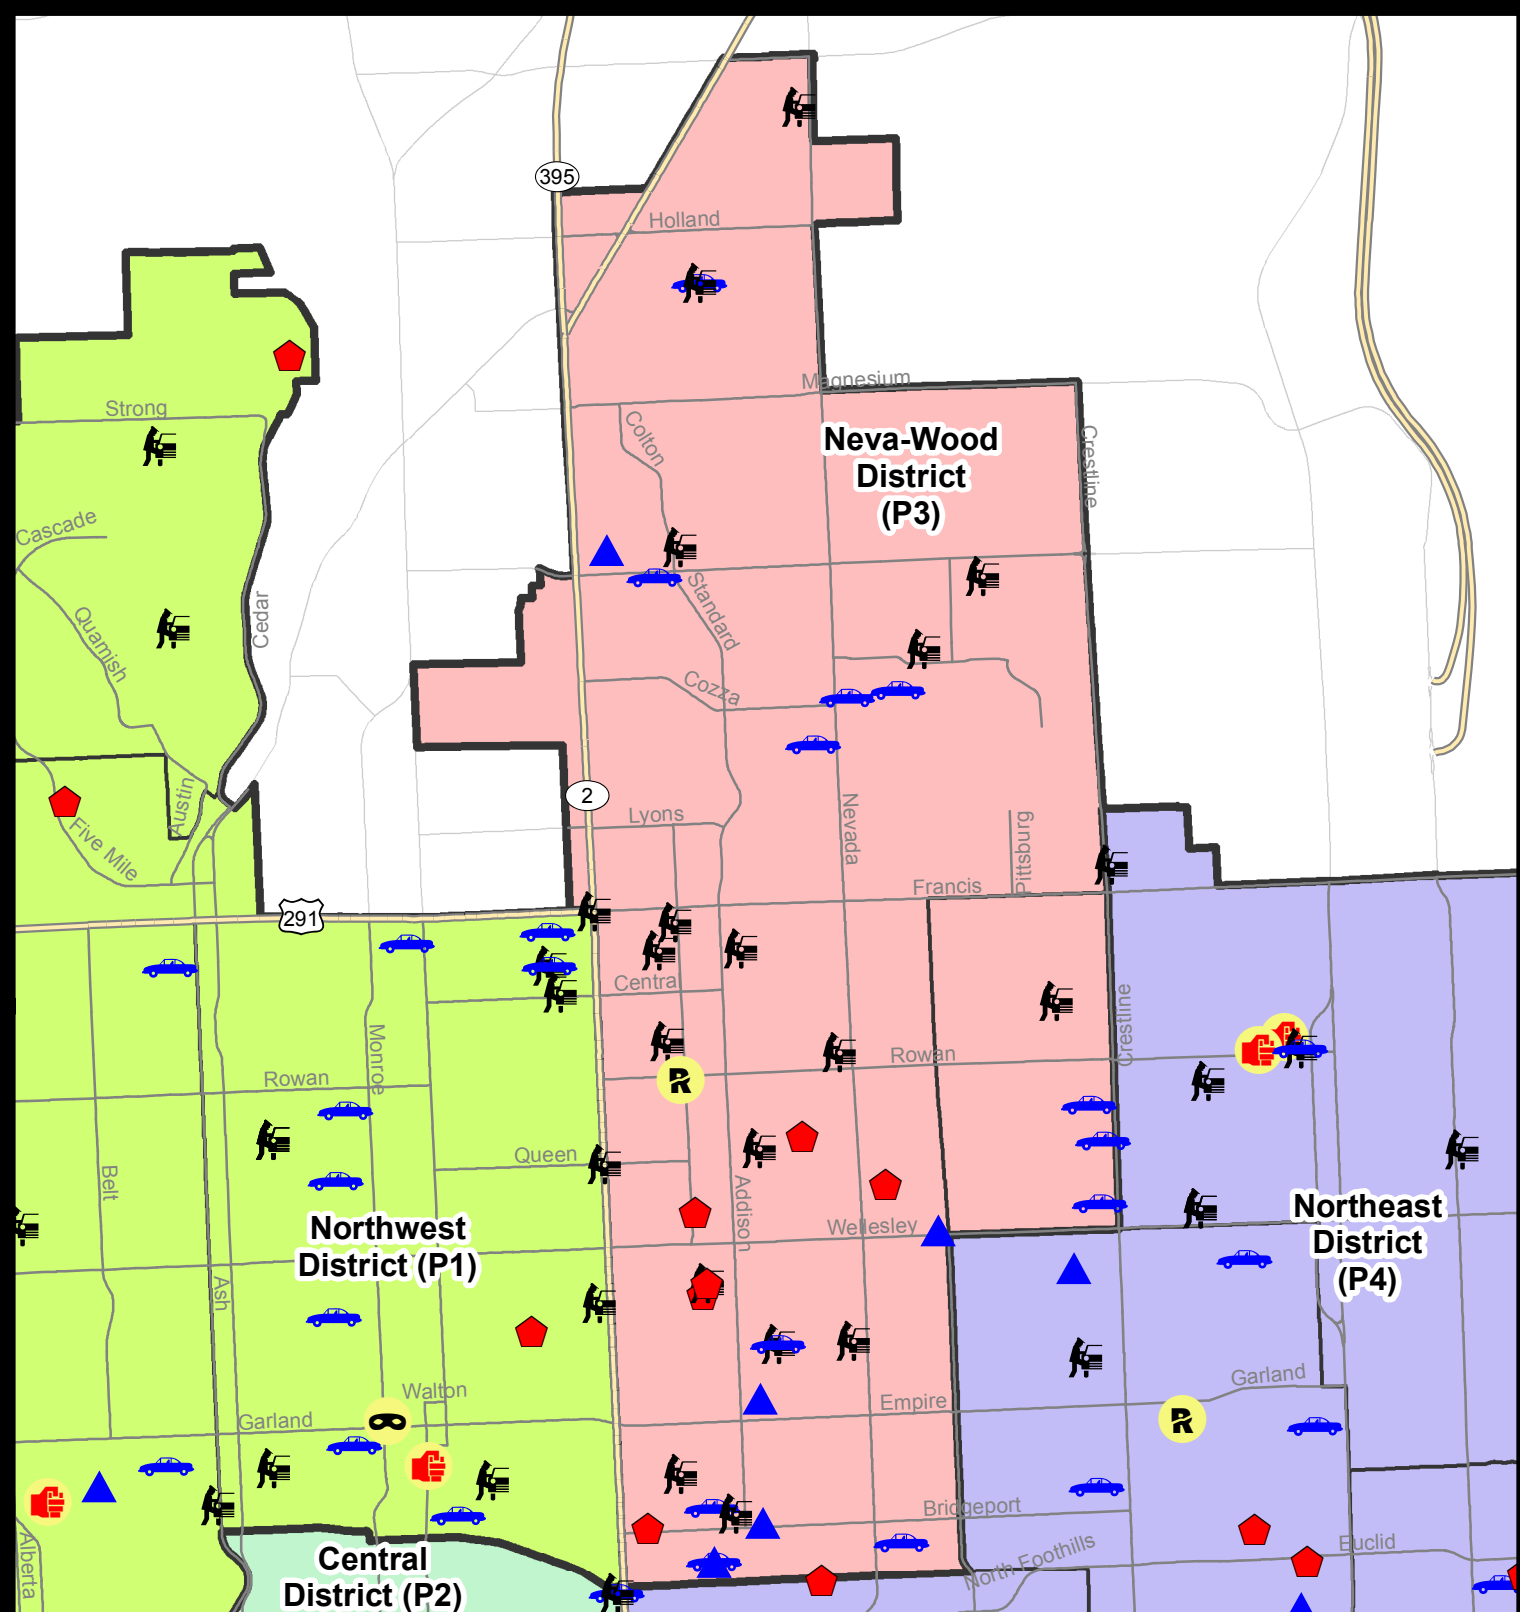 395
Holland
Magnesium
Strong
Colton
Neva-Wood
District
(P3)
Crestline
Cascade
Standard
Quamish
Cedar
Cozza
2
Austin
Lyons
Nevada
Pittsburg
Five Mile
Francis
291
Central
Crestline
Monroe
Rowan
Rowan
Queen
Belt
Addison
Northwest
District (P1)
Wellesley
Northeast
District
(P4)
Ash
Walton
Garland
Empire
Garland
Bridgeport
Alberta
Central
District (P2)
North Foothills
Euclid
R
R